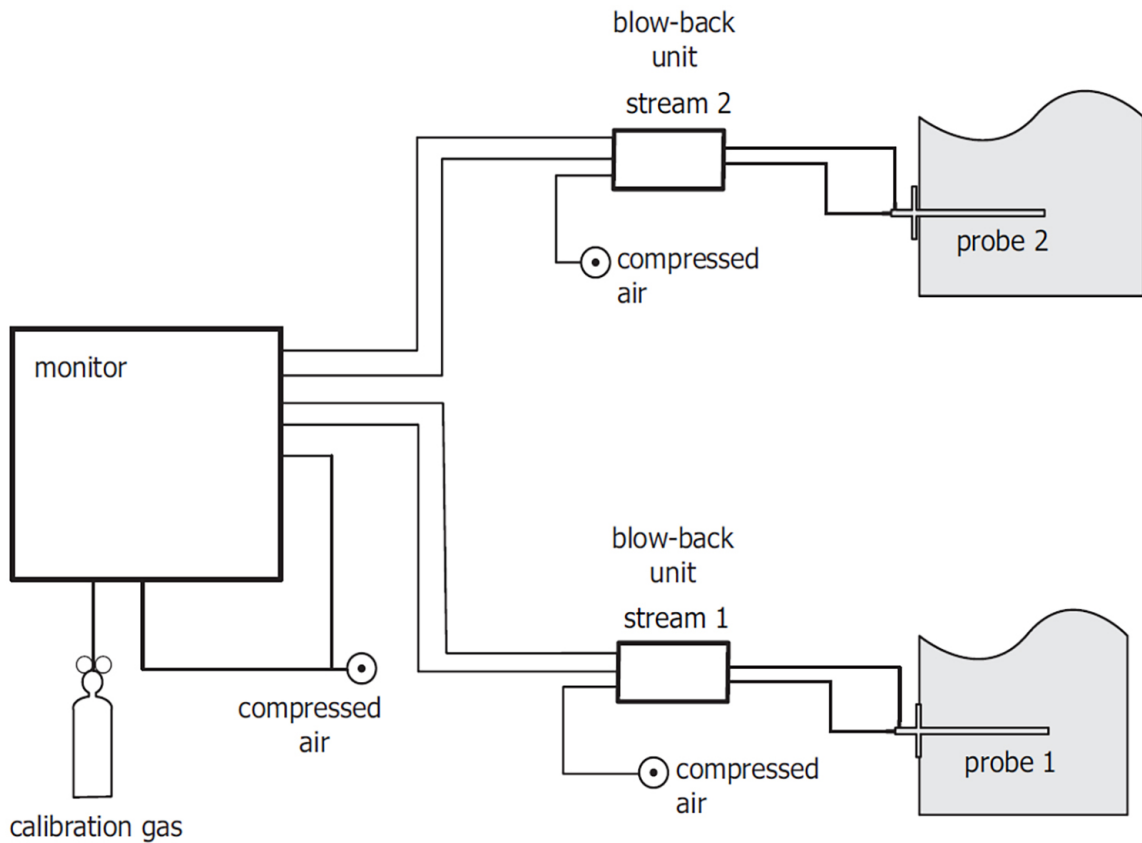 blow-back
unit
stream 2
probe 2
compressed
air
monitor
blow-back
unit
stream 1
compressed
air
probe 1
compressed
air
calibration gas